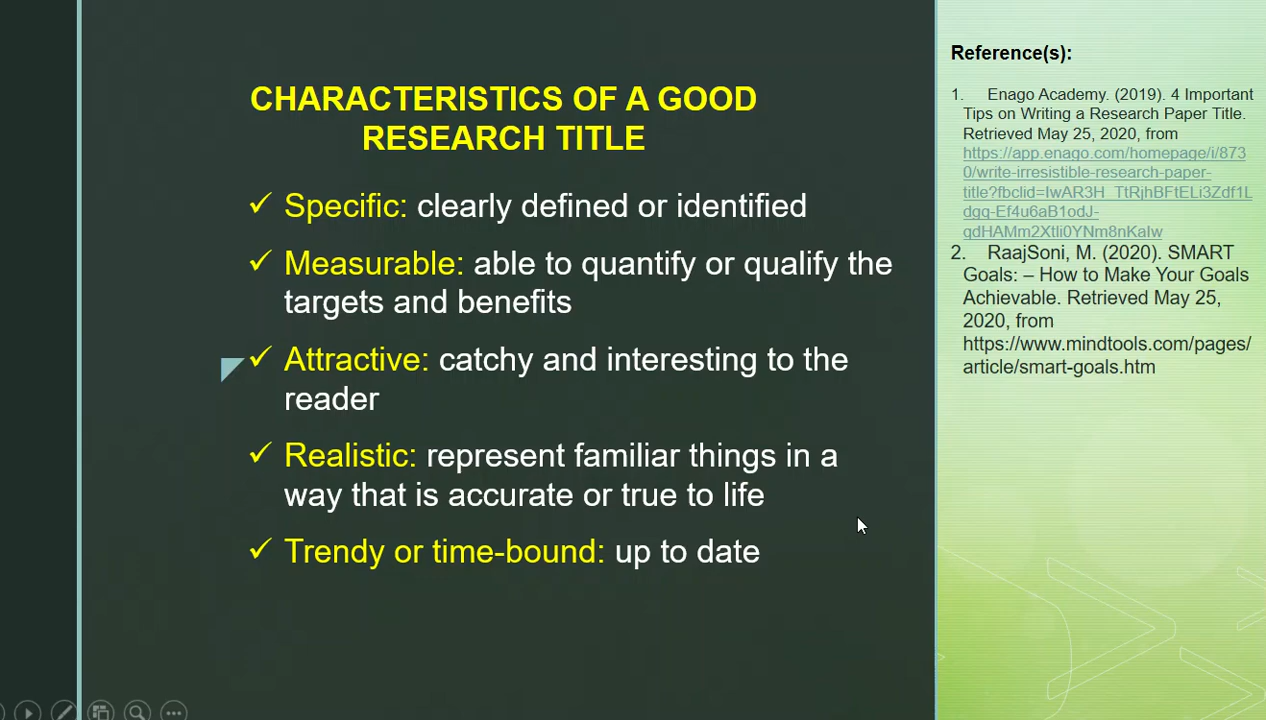 CHARACTERISTICS OF A GOOD
RESEARCH TITLE
✓ Specific: clearly defined or identified
✓ Measurable: able to quantify or qualify the
targets and benefits
✓ Attractive: catchy and interesting to the
reader
✓ Realistic: represent familiar things in a
way that is accurate or true to life
✓ Trendy or time-bound: up to date
Reference(s):
1. Enago Academy. (2019). 4 Important
Tips on Writing a Research Paper Title.
Retrieved May 25, 2020, from
https://app.enago.com/homepage/i/873
0/write-irresistible-research-paper-
title?fbclid=IwAR3H_TtRjhBFtELi3Zdf1L
dgq-Ef4u6aB1odJ-
gdHAMm2Xtli0YNm8nKaIw
2. RaajSoni, M. (2020). SMART
Goals: – How to Make Your Goals
Achievable. Retrieved May 25,
2020, from
https://www.mindtools.com/pages/
article/smart-goals.htm